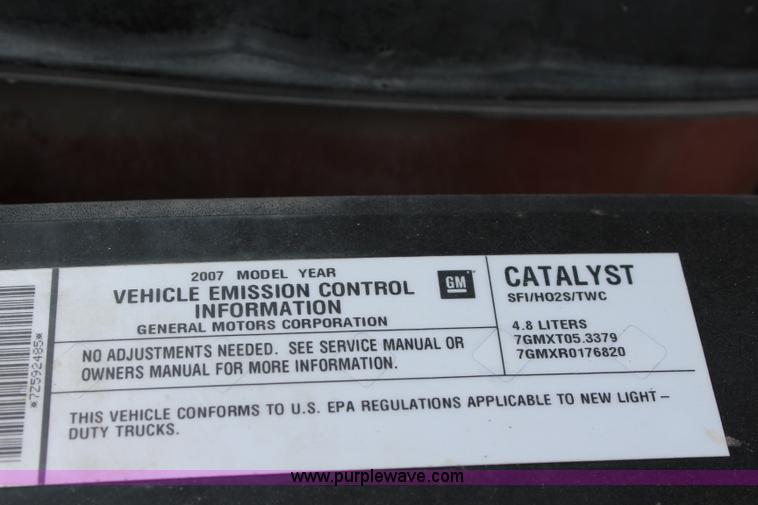 2007 MODEL YEAR
VEHICLE EMISSION CONTROL
INFORMATION
GENERAL MOTORS CORPORATION
GM
NO ADJUSTMENTS NEEDED. SEE SERVICE MANUAL OR
OWNERS MANUAL FOR MORE INFORMATION.
CATALYST
SFI/HO2S/TWC
4.8 LITERS
7GMXT05.3379
7GMXR0176820
THIS VEHICLE CONFORMS TO U.S. EPA REGULATIONS APPLICABLE TO NEW LIGHT–
DUTY TRUCKS.
*7Z592485*
www.purplewave.com